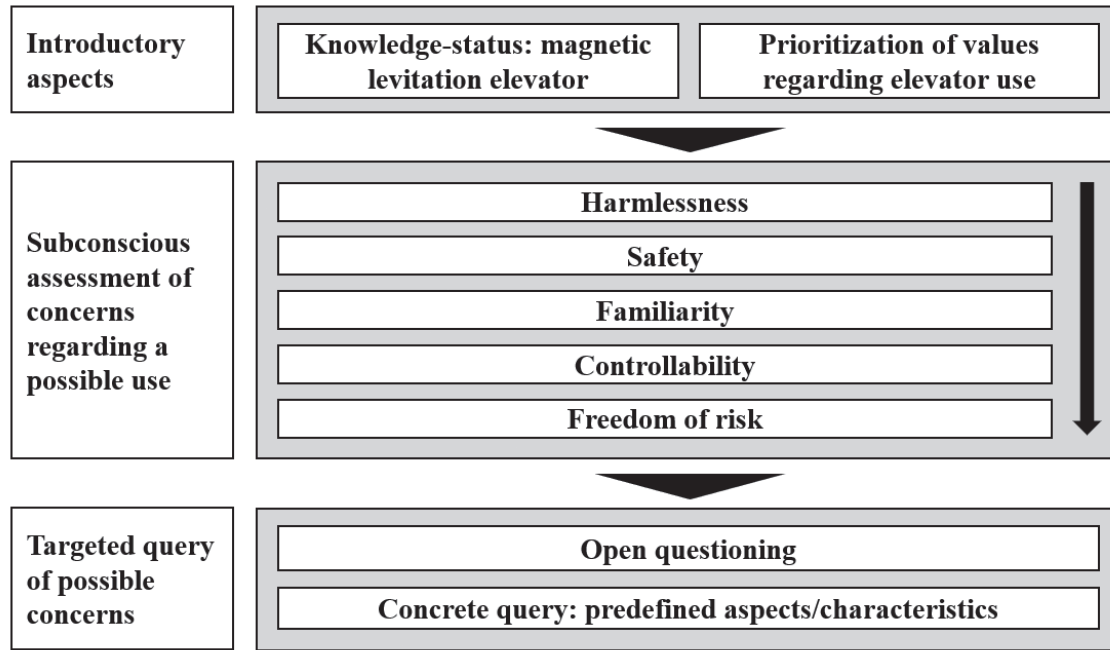 Introductory
aspects
Knowledge-status: magnetic
levitation elevator
Prioritization of values
regarding elevator use
Subconscious
assessment of
concerns
regarding a
possible use
Harmlessness
Safety
Familiarity
Controllability
Freedom of risk
Targeted query
of possible
concerns
Open questioning
Concrete query: predefined aspects/characteristics